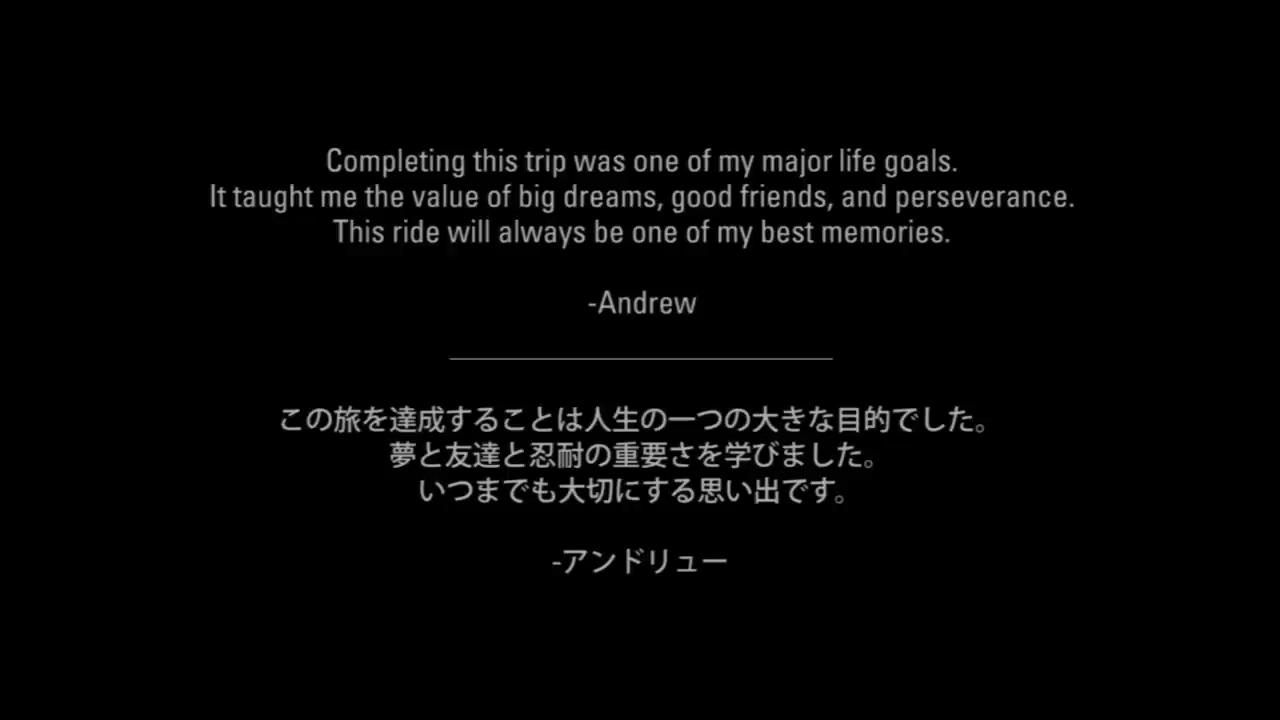 Completing this trip was one of my major life goals.
It taught me the value of big dreams, good friends, and perseverance.
This ride will always be one of my best memories.
-Andrew
この旅を達成することは人生の一つの大きな目的でした。
夢と友達と忍耐の重要さを学びました。
いつまでも大切にする思い出です。
-アンドリュー